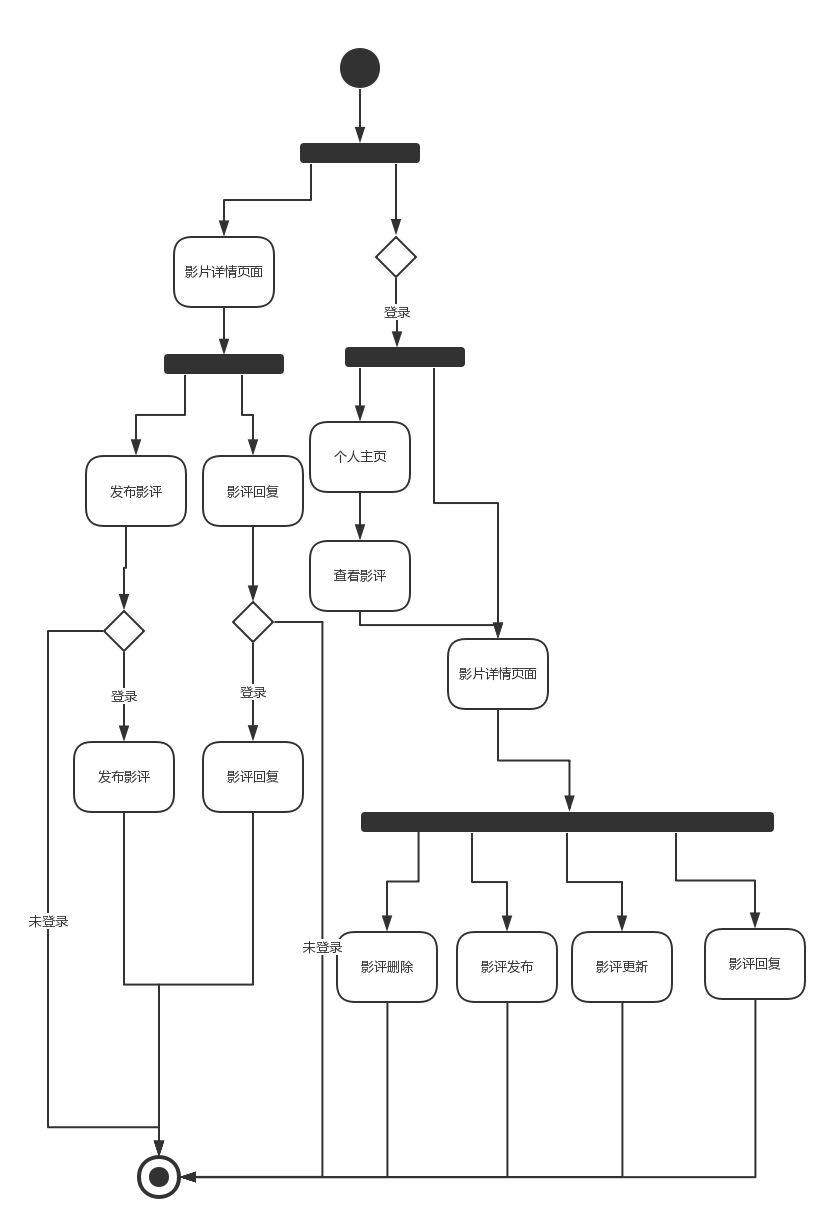 影片详情页面
登录
个人主页
发布影评
影评回复
查看影评
影片详情页面
登录
登录
发布影评
影评回复
未登录
未登录
影评删除
影评发布
影评更新
影评回复